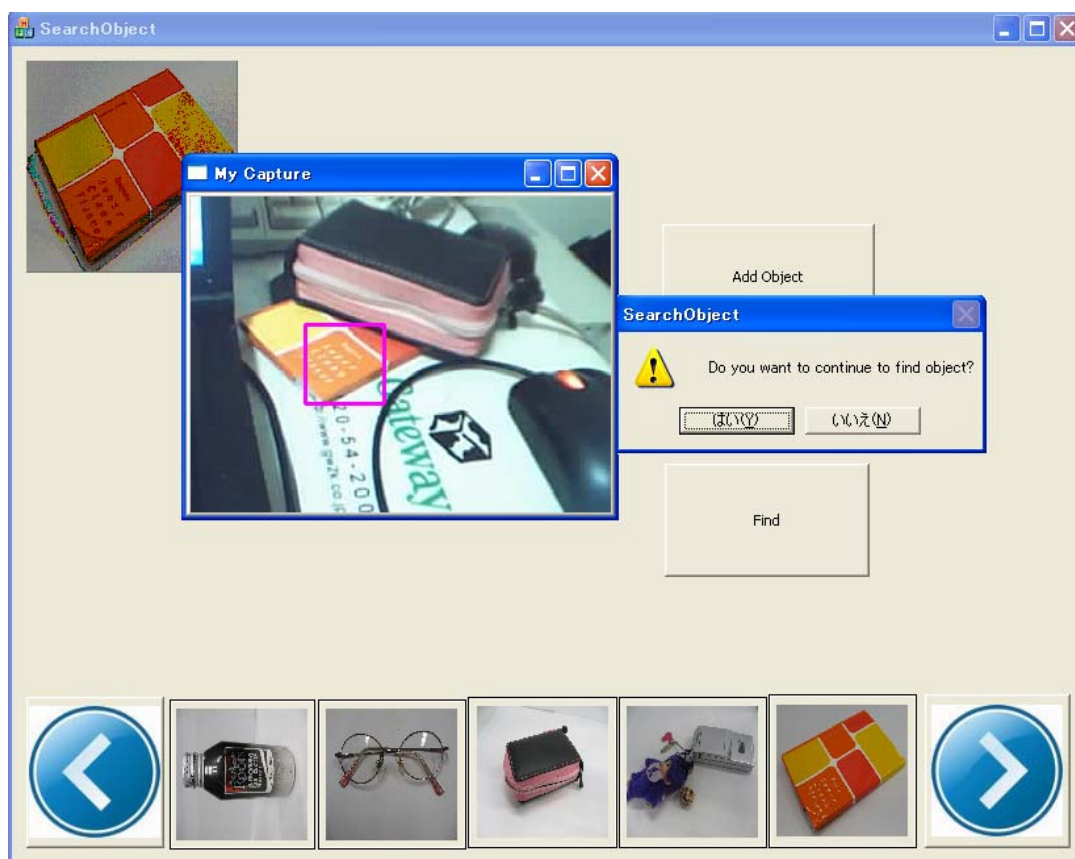 SearchObject
My Capture
Add Object
SearchObject
Do you want to continue to find object?
はい(Y)
いいえ(N)
Gateway
Find